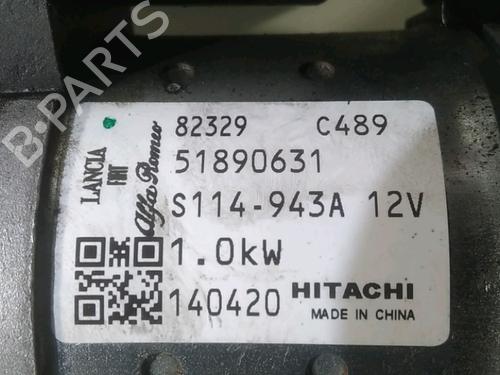 B-PARTS
82329 C489
51890631
S114-943A 12V
1.0kW
140420 HITACHI
MADE IN CHINA
LANCIA
FIAT
Alfa Romeo